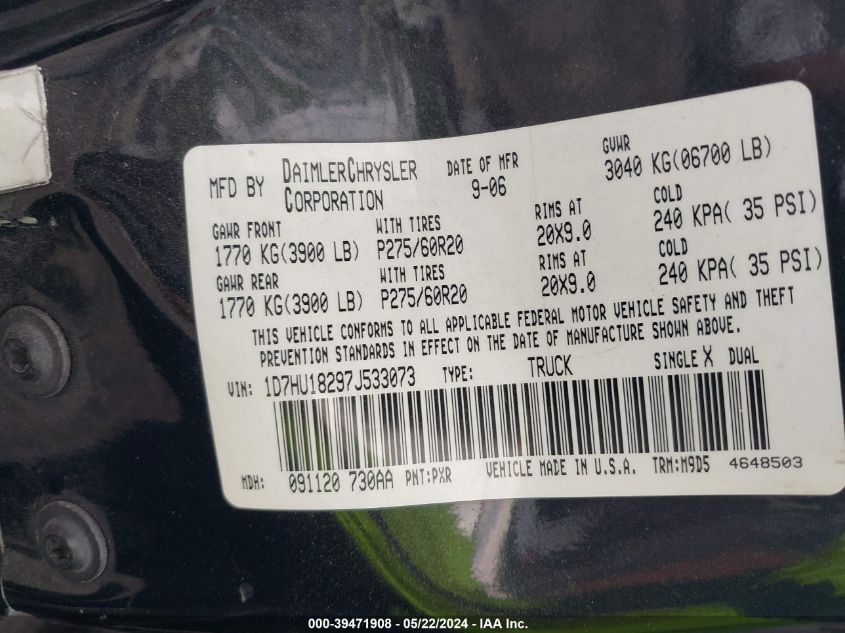 MFD BY DAIMLERCHRYSLER CORPORATION
DATE OF MFR 9-06
GVWR 3040 KG(06700 LB)
GAWR FRONT WITH TIRES RIMS AT COLD
1770 KG(3900 LB) P275/60R20 20X9.0 240 KPA( 35 PSI)
GAWR REAR WITH TIRES RIMS AT COLD
1770 KG(3900 LB) P275/60R20 20X9.0 240 KPA( 35 PSI)
THIS VEHICLE CONFORMS TO ALL APPLICABLE FEDERAL MOTOR VEHICLE SAFETY AND THEFT
PREVENTION STANDARDS IN EFFECT ON THE DATE OF MANUFACTURE SHOWN ABOVE.
VIN: 1D7HU18297J533073 TYPE: TRUCK SINGLE X DUAL
MDH: 091120 730AA PNT:PXR VEHICLE MADE IN U.S.A. TRM:M9D5 4648503
000-39471908 - 05/22/2024 - IAA Inc.